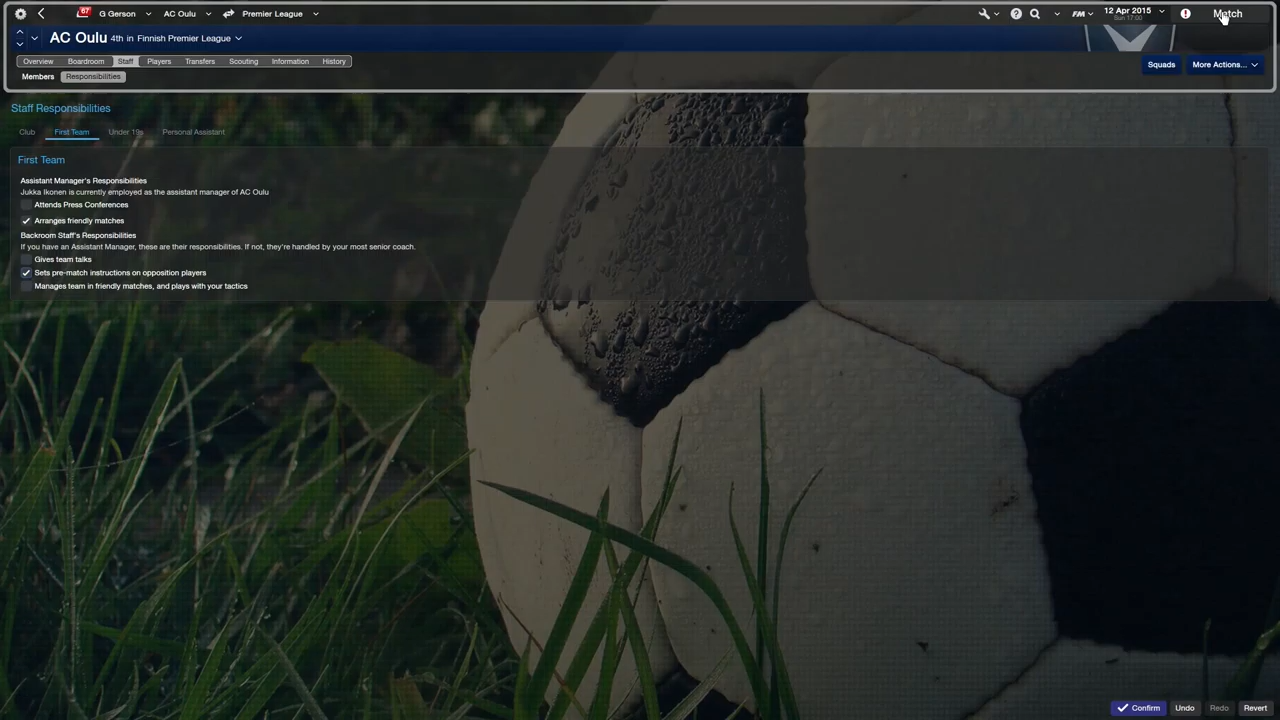 67 G Gerson AC Oulu Premier League FM 12 Apr 2015 Match
Sun 17:00
AC Oulu 4th in Finnish Premier League
Overview Boardroom Staff Players Transfers Scouting Information History Squads More Actions...
Members Responsibilities
Staff Responsibilities
Club First Team Under 19s Personal Assistant
First Team
Assistant Manager's Responsibilities
Jukka Ikonen is currently employed as the assistant manager of AC Oulu
Attends Press Conferences
Arranges friendly matches
Backroom Staff's Responsibilities
If you have an Assistant Manager, these are their responsibilities. If not, they're handled by your most senior coach.
Gives team talks
Sets pre-match instructions on opposition players
Manages team in friendly matches, and plays with your tactics
Confirm Undo Redo Revert